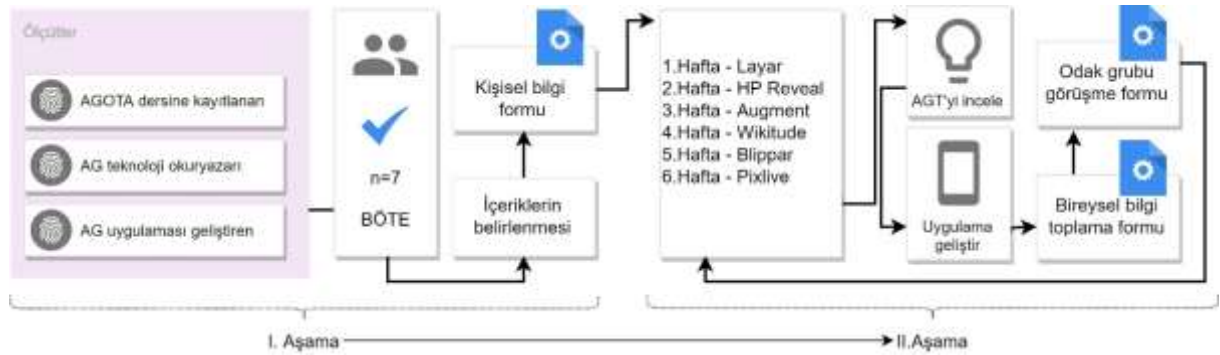 Ölçütler
AGOTA dersine kayıtlanan
AG teknoloji okuryazarı
AG uygulaması geliştiren
n=7
BÖTE
Kişisel bilgi
formu
İçeriklerin
belirlenmesi
1.Hafta - Layar
2.Hafta - HP Reveal
3.Hafta - Augment
4.Hafta - Wikitude
5.Hafta - Blippar
6.Hafta - Pixlive
AGT'yi incele
Uygulama
geliştir
Odak grubu
görüşme formu
Bireysel bilgi
toplama formu
I. Aşama
II.Aşama